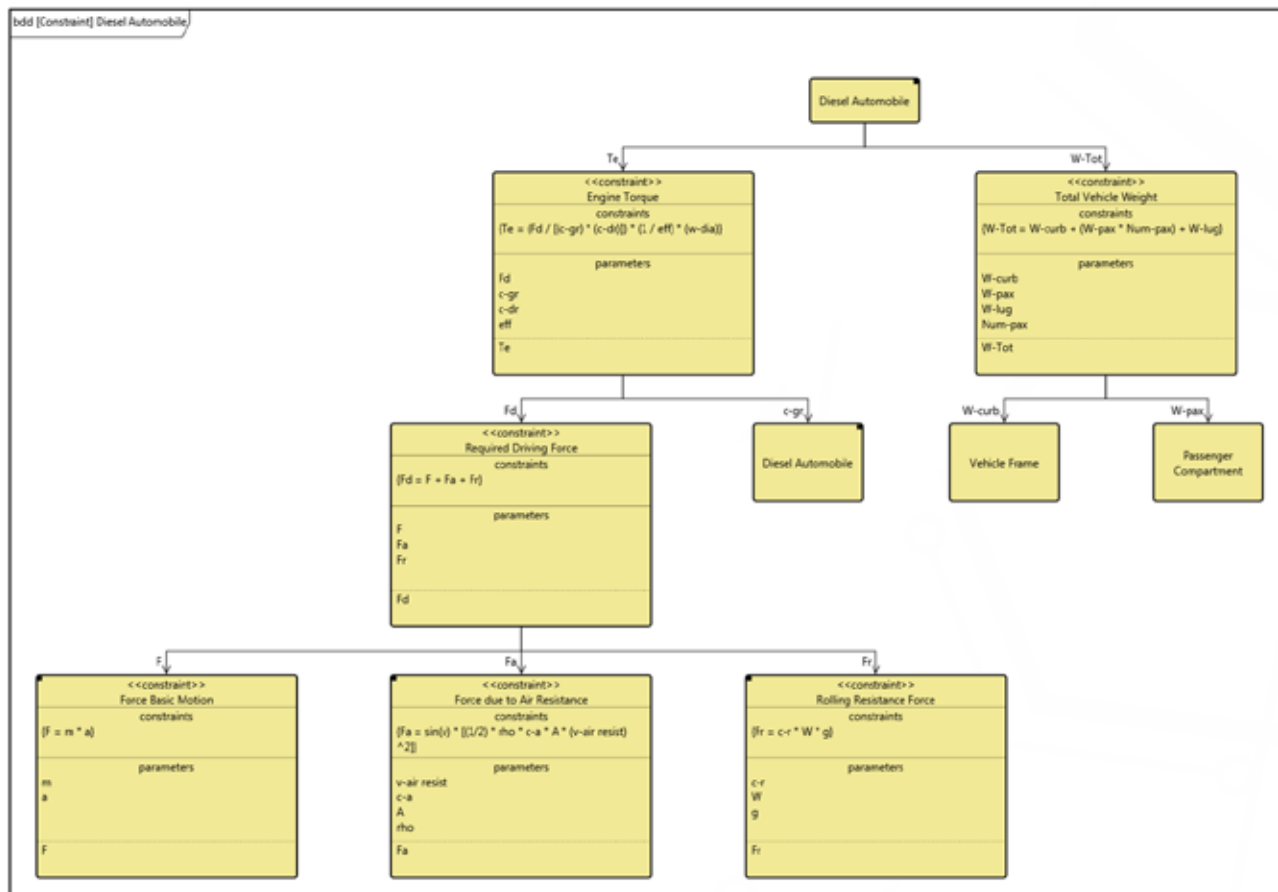 bdd [Constraint] Diesel Automobile
Diesel Automobile
Te
W-Tot
<<constraint>>
Engine Torque
constraints
{Te = (Fd / [(c-gr) * (c-dr)]) * (1 / eff) * (w-dia)}
parameters
Fd
c-gr
c-dr
eff
Te
<<constraint>>
Total Vehicle Weight
constraints
{W-Tot = W-curb + (W-pax * Num-pax) + W-lug}
parameters
W-curb
W-pax
W-lug
Num-pax
W-Tot
Fd
c-gr
W-curb
W-pax
<<constraint>>
Required Driving Force
constraints
{Fd = F + Fa + Fr}
parameters
F
Fa
Fr
Fd
Diesel Automobile
Vehicle Frame
Passenger
Compartment
F
Fa
Fr
<<constraint>>
Force Basic Motion
constraints
{F = m * a}
parameters
m
a
F
<<constraint>>
Force due to Air Resistance
constraints
{Fa = sin(v) * [(1/2) * rho * c-a * A * (v-air resist)
^2]}
parameters
v-air resist
c-a
A
rho
Fa
<<constraint>>
Rolling Resistance Force
constraints
{Fr = c-r * W * g}
parameters
c-r
W
g
Fr